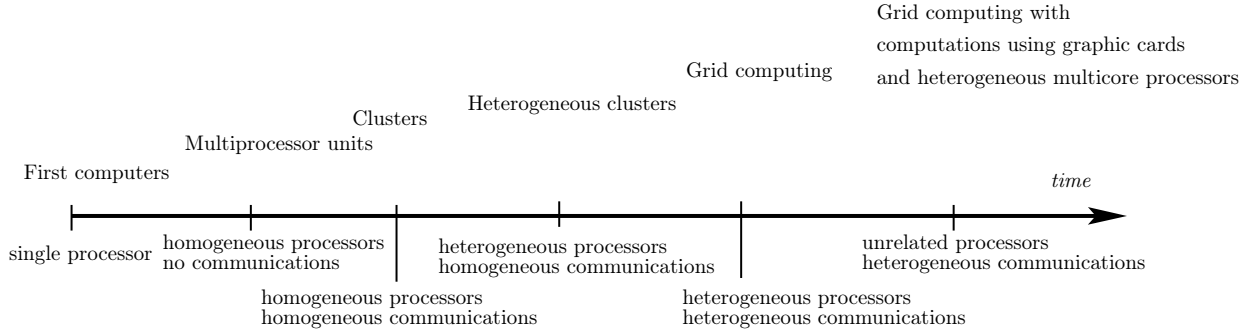 Grid computing with
computations using graphic cards
and heterogeneous multicore processors
Grid computing
Heterogeneous clusters
Clusters
Multiprocessor units
First computers
time
single processor
homogeneous processors
no communications
homogeneous processors
homogeneous communications
heterogeneous processors
homogeneous communications
heterogeneous processors
heterogeneous communications
unrelated processors
heterogeneous communications